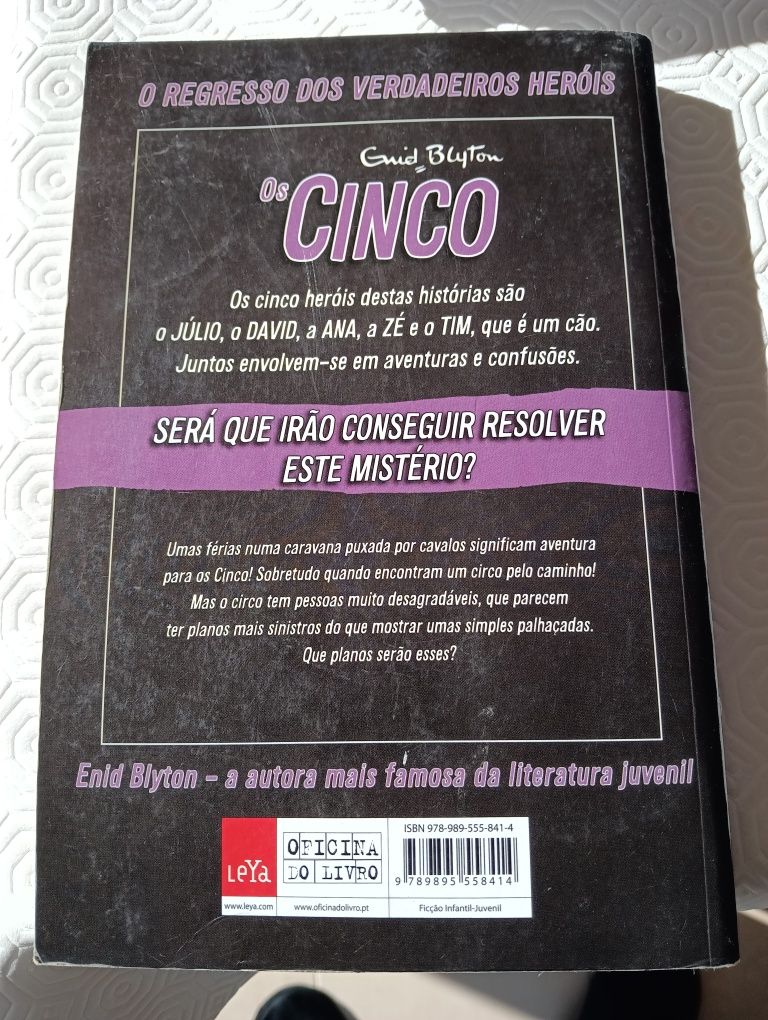 O REGRESSO DOS VERDADEIROS HERÓIS
Enid Blyton
Os
CINCO
Os cinco heróis destas histórias são
o JÚLIO, o DAVID, a ANA, a ZÉ e o TIM, que é um cão.
Juntos envolvem-se em aventuras e confusões.
SERÁ QUE IRÃO CONSEGUIR RESOLVER
ESTE MISTÉRIO?
Umas férias numa caravana puxada por cavalos significam aventura
para os Cinco! Sobretudo quando encontram um circo pelo caminho!
Mas o circo tem pessoas muito desagradáveis, que parecem
ter planos mais sinistros do que mostrar umas simples palhaçadas.
Que planos serão esses?
Enid Blyton – a autora mais famosa da literatura juvenil
LeYa
www.leya.com
OFICINA
DO LIVRO
www.oficinadolivro.pt
ISBN 978-989-555-841-4
9 789895 558414
Ficção Infantil-Juvenil